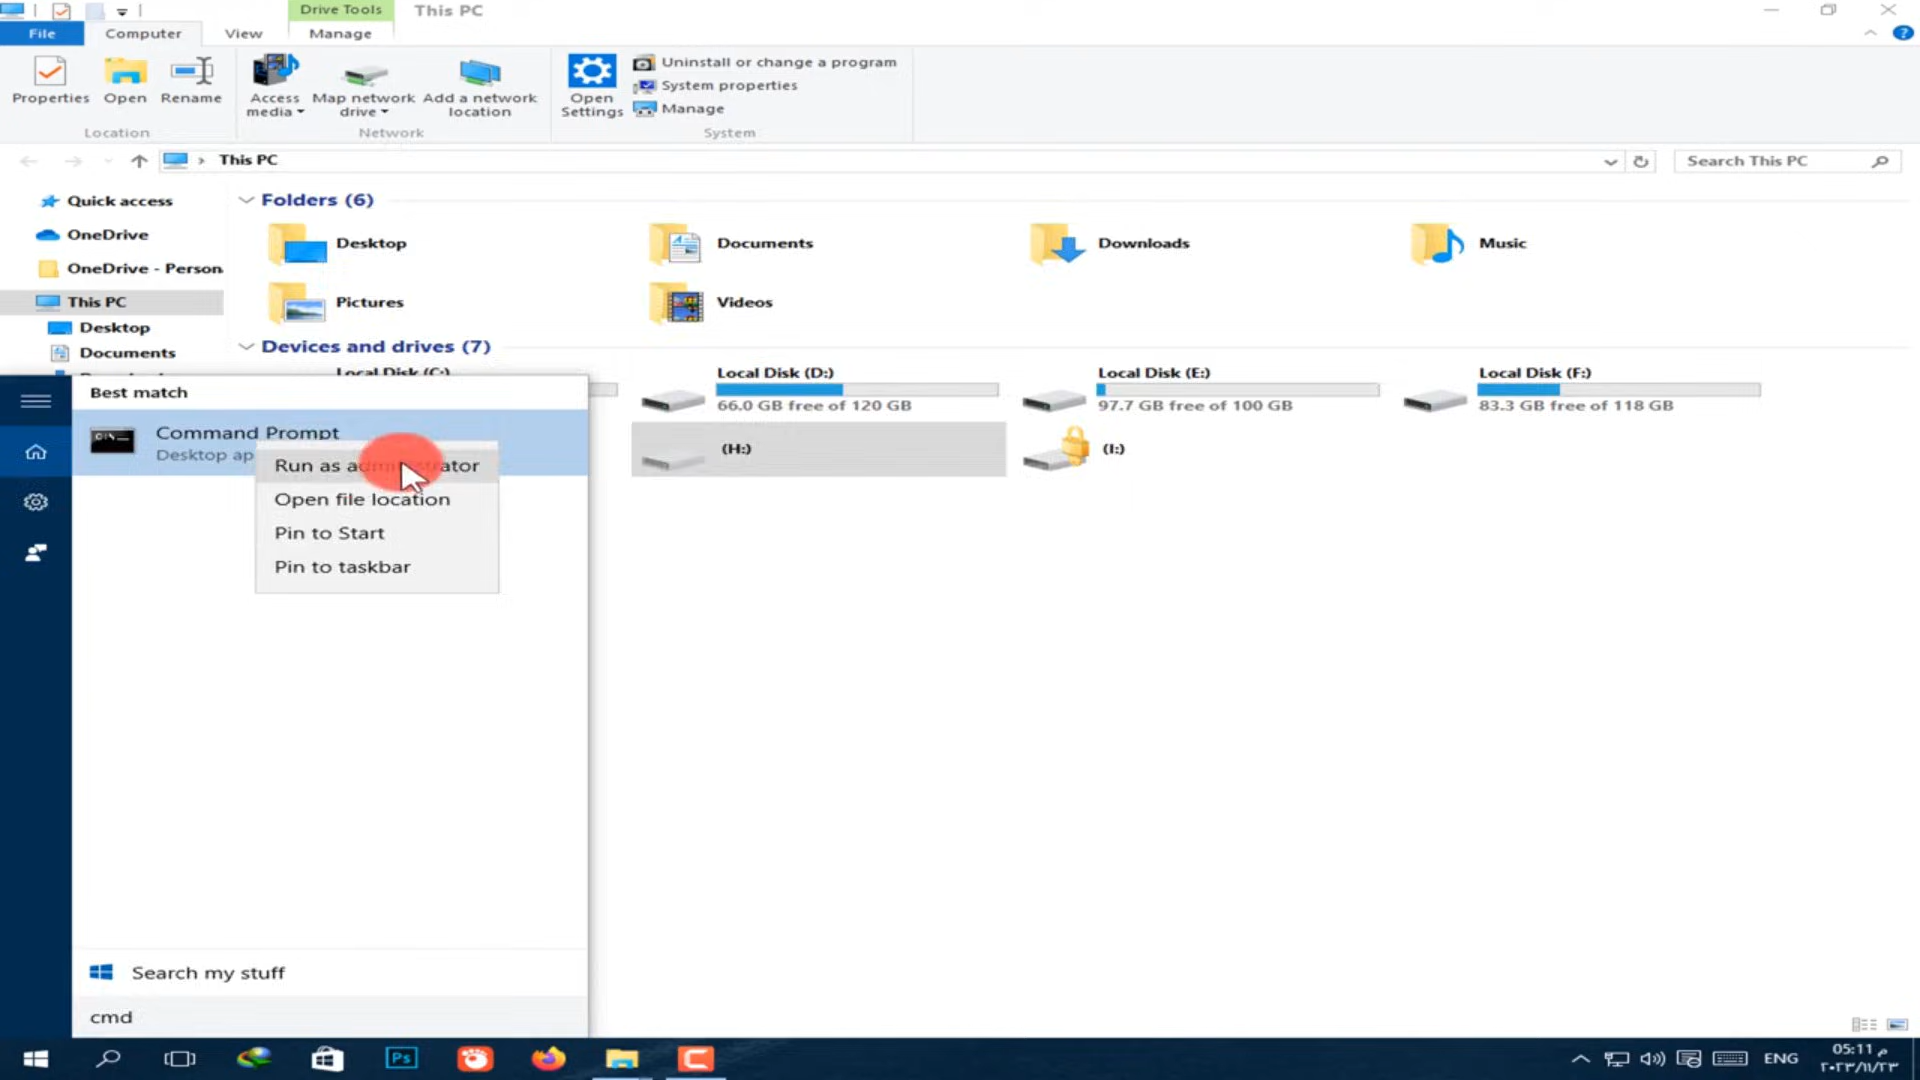 Drive Tools
This PC
File
Computer
View
Manage
Properties
Open
Rename
Access media
Map network drive
Add a network location
Open Settings
Uninstall or change a program
System properties
Manage
Location
Network
System
This PC
Search This PC
Quick access
OneDrive
OneDrive - Person
This PC
Desktop
Documents
Folders (6)
Desktop
Documents
Downloads
Music
Pictures
Videos
Devices and drives (7)
Local Disk (C:)
Local Disk (D:)
66.0 GB free of 120 GB
Local Disk (E:)
97.7 GB free of 100 GB
Local Disk (F:)
83.3 GB free of 118 GB
(H:)
(I:)
Best match
Command Prompt
Desktop ap
Run as administrator
Open file location
Pin to Start
Pin to taskbar
Search my stuff
cmd
Ps
ENG
05:11 م
٢٠٢٣/١١/٢٣